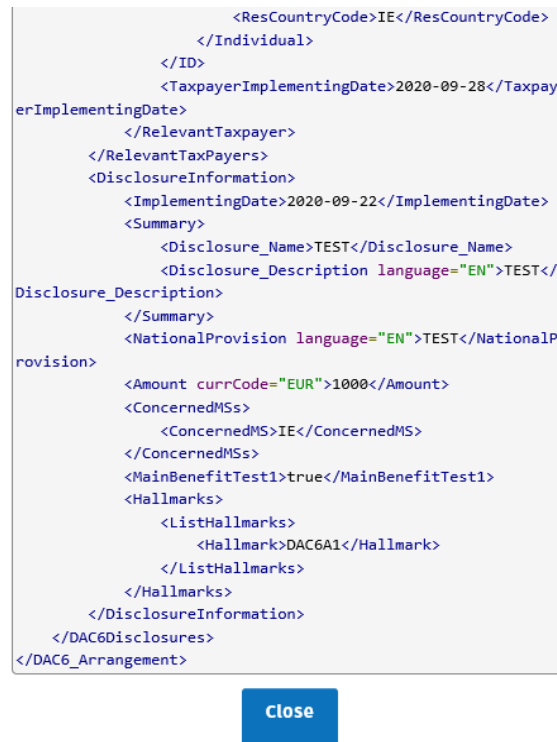 <ResCountryCode>IE</ResCountryCode>
</Individual>
</ID>
<TaxpayerImplementingDate>2020-09-28</Taxpay
erImplementingDate>
</RelevantTaxpayer>
</RelevantTaxPayers>
<DisclosureInformation>
<ImplementingDate>2020-09-22</ImplementingDate>
<Summary>
<Disclosure_Name>TEST</Disclosure_Name>
<Disclosure_Description language="EN">TEST</
Disclosure_Description>
</Summary>
<NationalProvision language="EN">TEST</NationalP
rovision>
<Amount currCode="EUR">1000</Amount>
<ConcernedMSs>
<ConcernedMS>IE</ConcernedMS>
</ConcernedMSs>
<MainBenefitTest1>true</MainBenefitTest1>
<Hallmarks>
<ListHallmarks>
<Hallmark>DAC6A1</Hallmark>
</ListHallmarks>
</Hallmarks>
</DisclosureInformation>
</DAC6Disclosures>
</DAC6_Arrangement>
Close